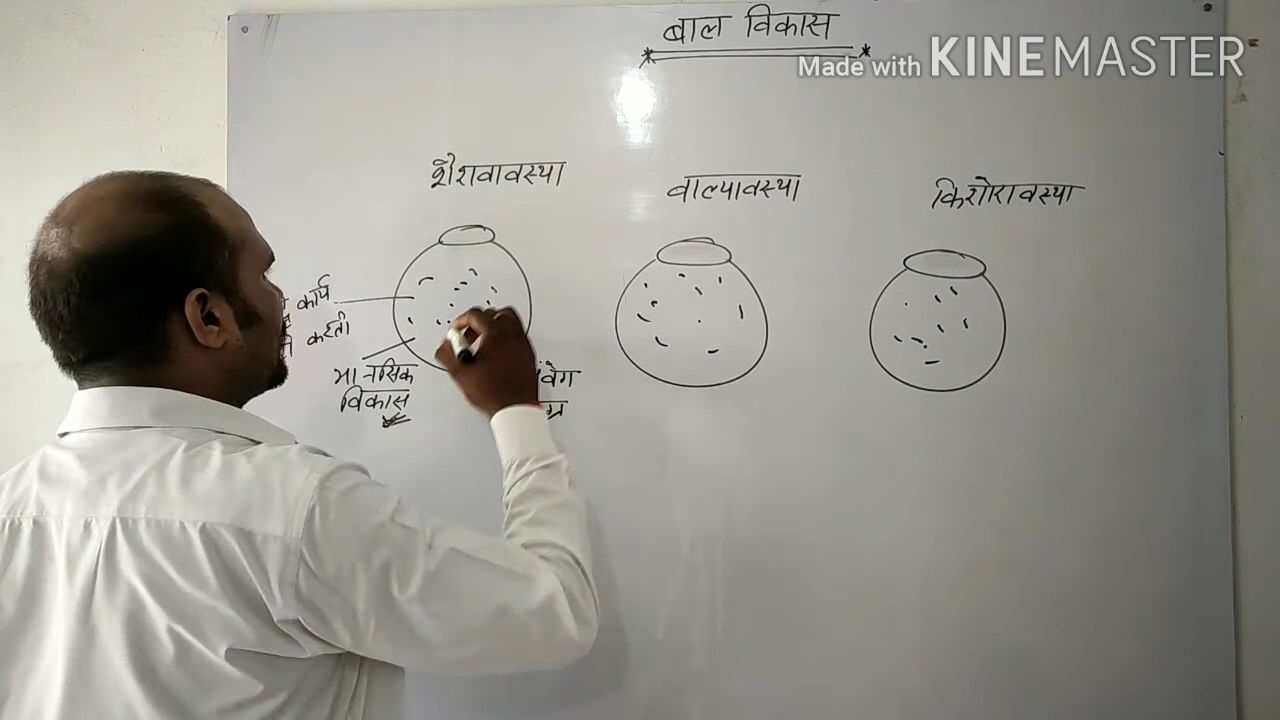 बाल विकास
Made with KINEMASTER
शैशवावस्था
बाल्यावस्था
किशोरावस्था
कार्य
करती
मानसिक
विकास